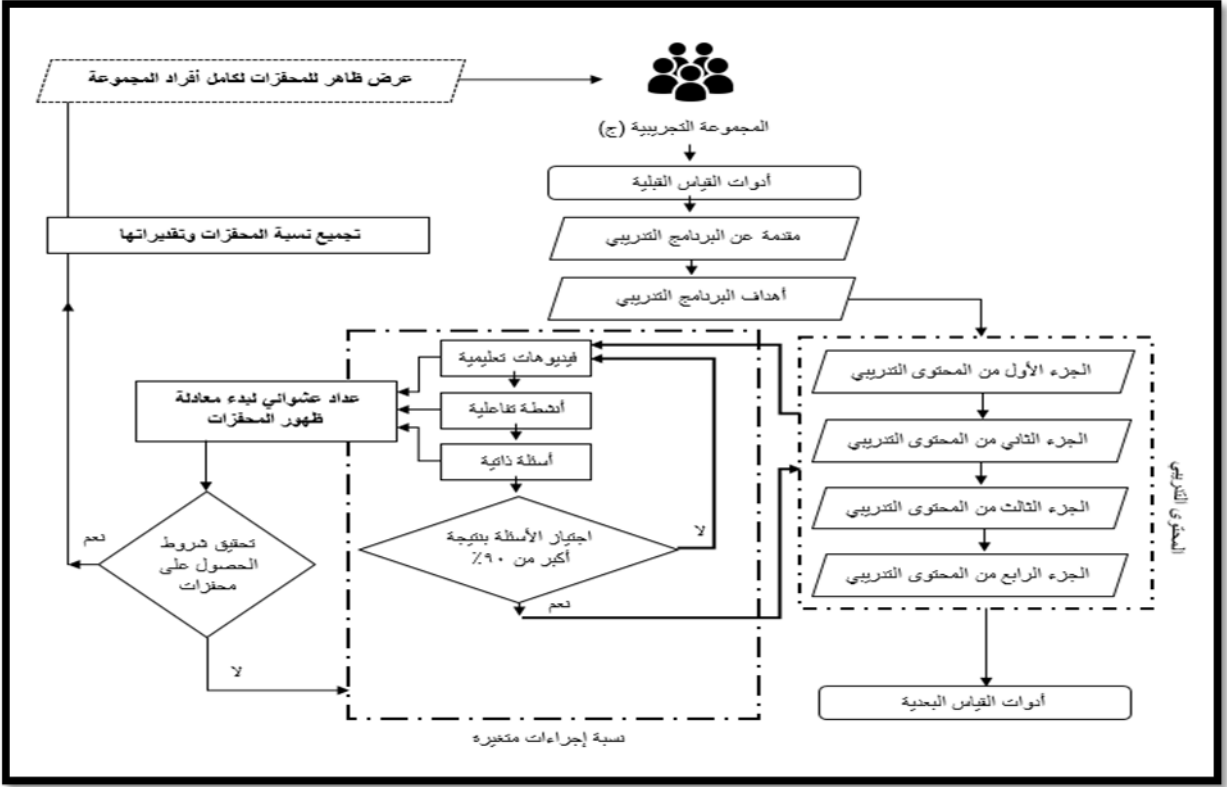 عرض ظاهر للمحفزات لكامل أفراد المجموعة
المجموعة التجريبية (ج)
أدوات القياس القبلية
مقدمة عن البرنامج التدريبي
أهداف البرنامج التدريبي
تجميع نسبة المحفزات وتقديراتها
الجزء الأول من المحتوى التدريبي
الجزء الثاني من المحتوى التدريبي
الجزء الثالث من المحتوى التدريبي
الجزء الرابع من المحتوى التدريبي
المحتوى التدريبي
أدوات القياس البعدية
فيديوهات تعليمية
أنشطة تفاعلية
أسئلة ذاتية
اجتياز الأسئلة بنتيجة
أكبر من ٩٠٪
لا
نعم
عداد عشوائي لبدء معادلة
ظهور المحفزات
تحقيق شروط
الحصول على
محفزات
نعم
لا
نسبة إجراءات متغيرة